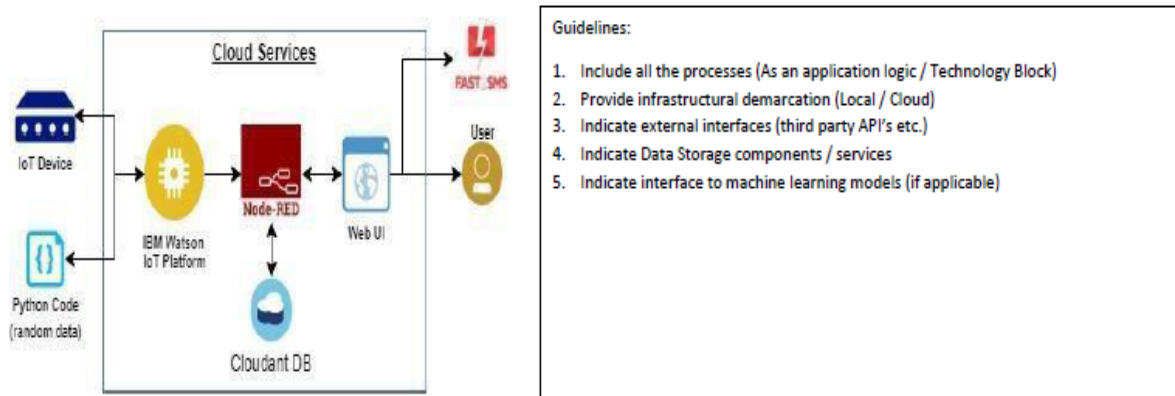 Cloud Services
FAST SMS
IoT Device
User
Node-RED
Web UI
IBM Watson
IoT Platform
Python Code
(random data)
Cloudant DB
Guidelines:
1. Include all the processes (As an application logic / Technology Block)
2. Provide infrastructural demarcation (Local / Cloud)
3. Indicate external interfaces (third party API's etc.)
4. Indicate Data Storage components / services
5. Indicate interface to machine learning models (if applicable)